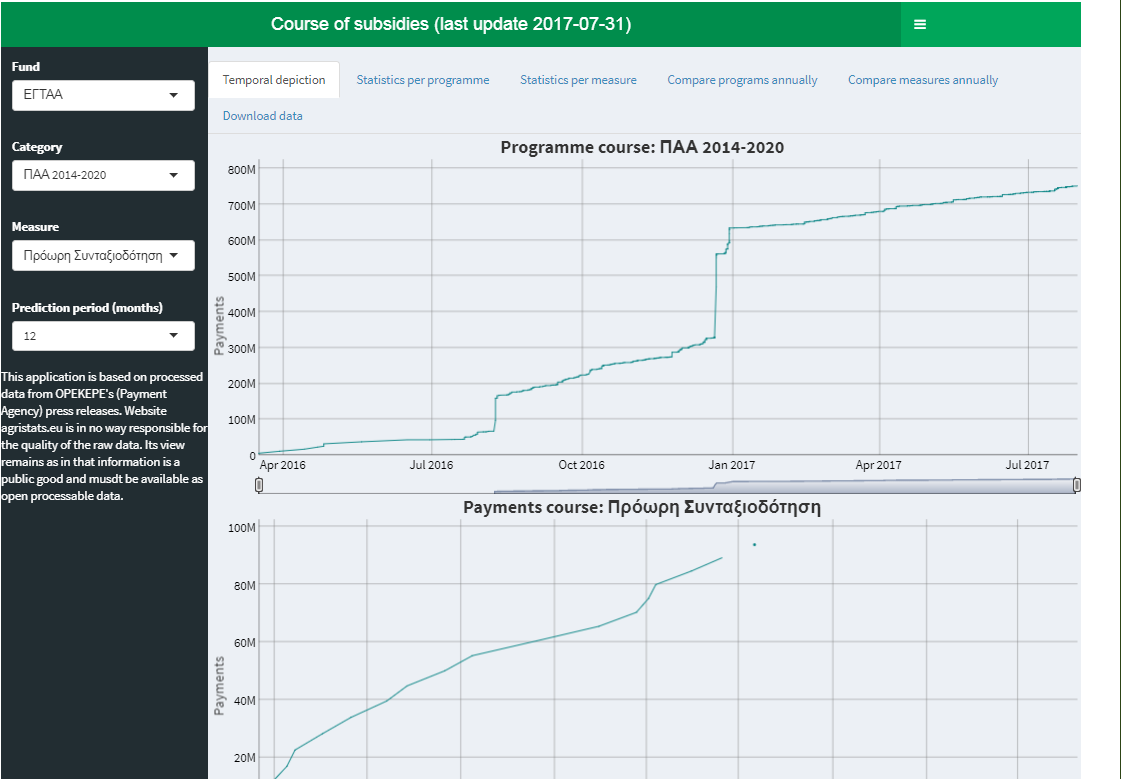 Course of subsidies (last update 2017-07-31)
Fund
ΕΓΤΑΑ
Category
ΠΑΑ 2014-2020
Measure
Πρόωρη Συνταξιοδότηση
Prediction period (months)
12
This application is based on processed
data from OPEKEPE's (Payment
Agency) press releases. Website
agristats.eu is in no way responsible for
the quality of the raw data. Its view
remains as in that information is a
public good and musdt be available as
open processable data.
Temporal depiction
Statistics per programme
Statistics per measure
Compare programs annually
Compare measures annually
Download data
Programme course: ΠΑΑ 2014-2020
800M
700M
600M
500M
400M
300M
200M
100M
0
Payments
Apr 2016
Jul 2016
Oct 2016
Jan 2017
Apr 2017
Jul 2017
Payments course: Πρόωρη Συνταξιοδότηση
100M
80M
60M
40M
20M
Payments